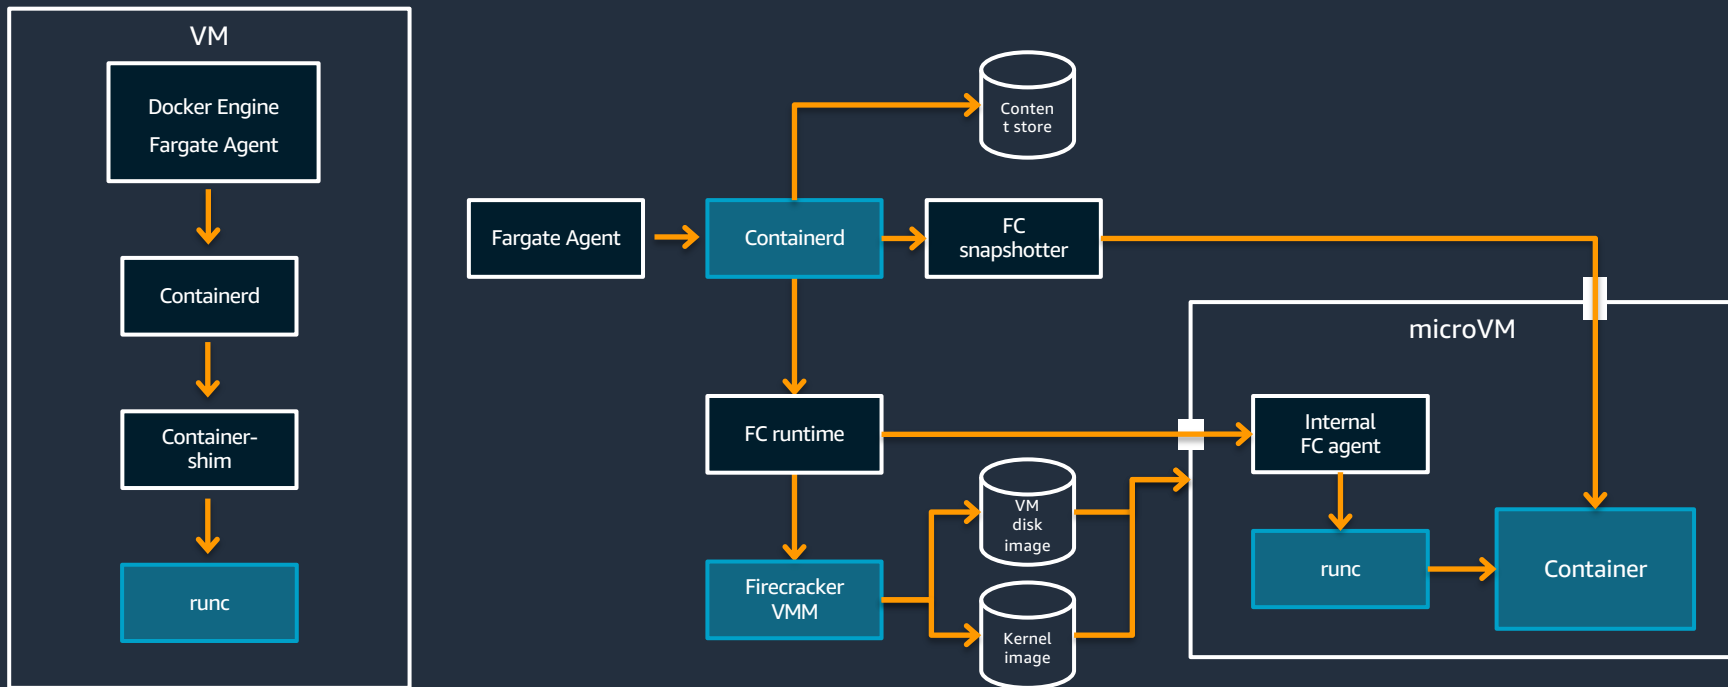 VM
Docker Engine
Fargate Agent
Containerd
Container-
shim
runc
Conten
t store
Fargate Agent
Containerd
FC
snapshotter
microVM
FC runtime
Internal
FC agent
VM
disk
image
Firecracker
VMM
runc
Container
Kernel
image